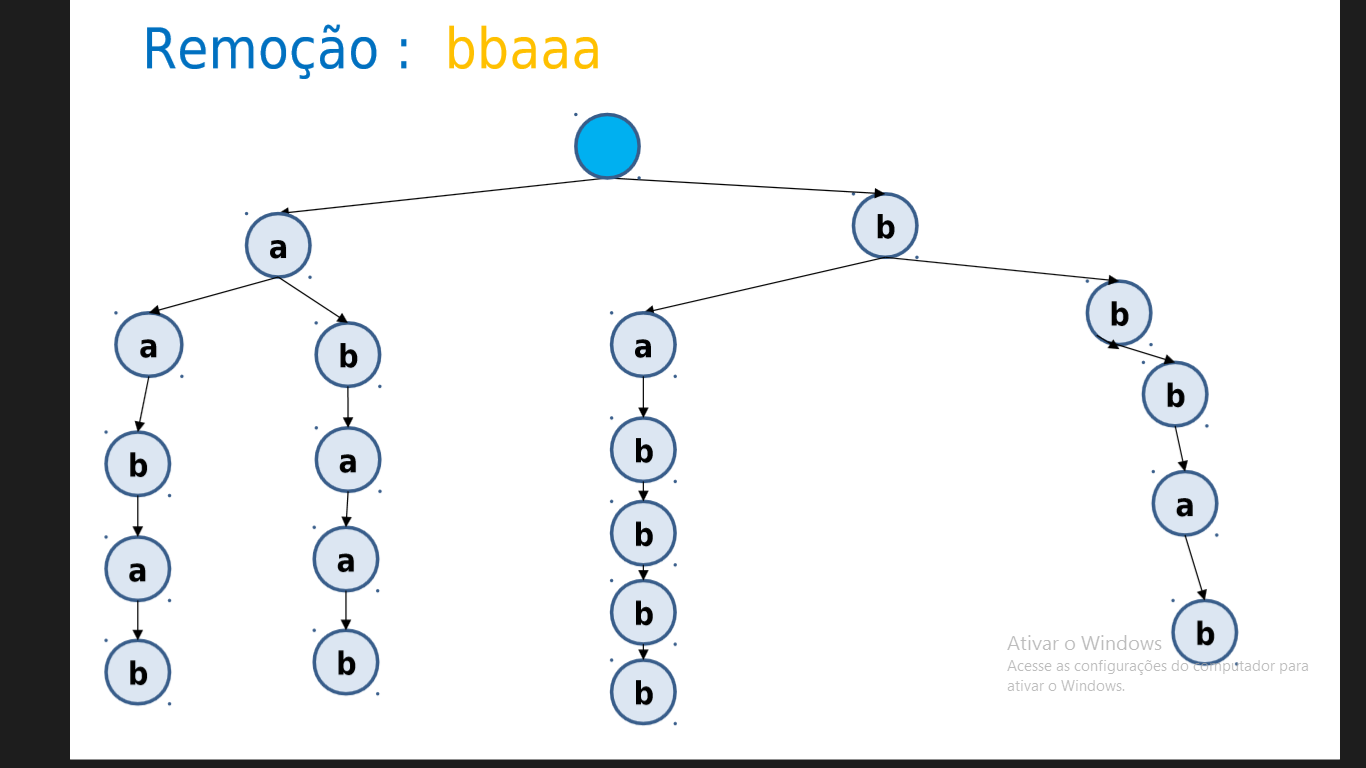 Remoção : bbaaa
a
b
b
a
b
a
b
b
a
b
a
b
a
a
b
b
a
b
b
b
b
Ativar o Windows
Acesse as configurações do computador para
ativar o Windows.